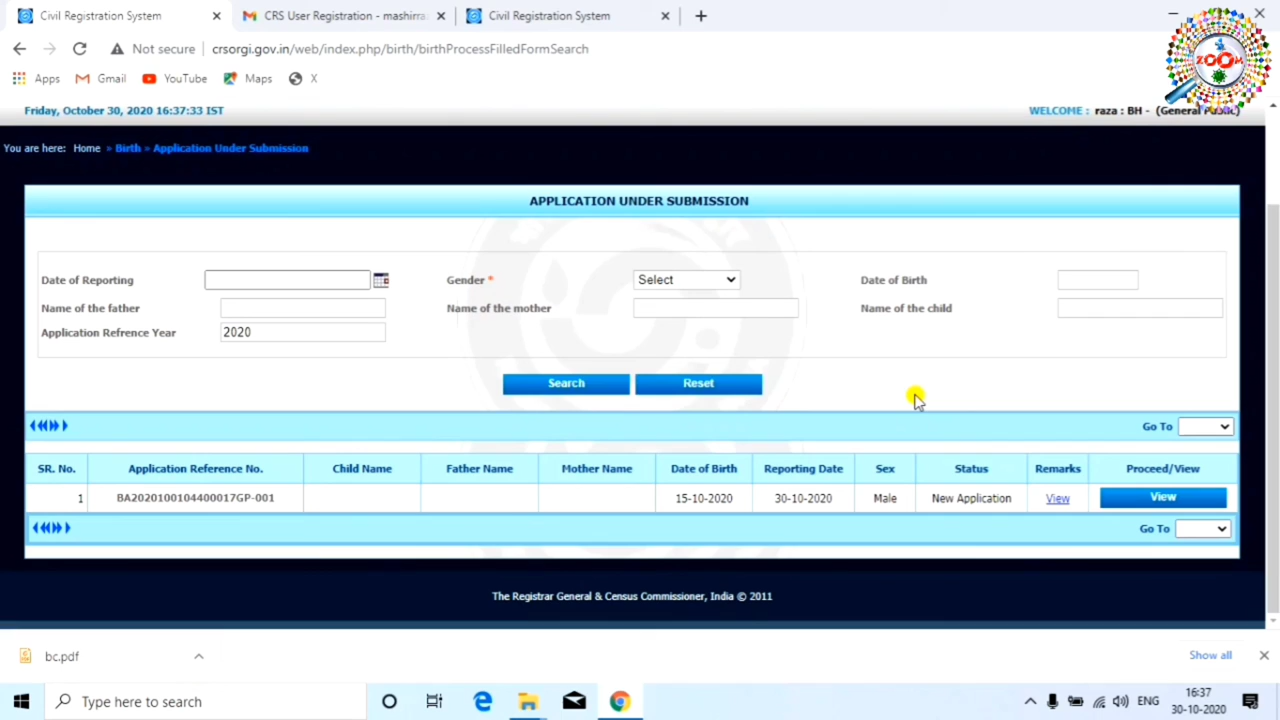 Civil Registration System
CRS User Registration - mashirra
Civil Registration System
Not secure crsorgi.gov.in/web/index.php/birth/birthProcessFilledFormSearch
Apps Gmail YouTube Maps X
ZOOM
Friday, October 30, 2020 16:37:33 IST
WELCOME : raza : BH - (General Public)
You are here: Home » Birth » Application Under Submission
APPLICATION UNDER SUBMISSION
Date of Reporting Gender * Select Date of Birth
Name of the father Name of the mother Name of the child
Application Refrence Year 2020
Search Reset
Go To
SR. No. Application Reference No. Child Name Father Name Mother Name Date of Birth Reporting Date Sex Status Remarks Proceed/View
1 BA2020100104400017GP-001 15-10-2020 30-10-2020 Male New Application View View
Go To
The Registrar General & Census Commissioner, India © 2011
bc.pdf Show all
Type here to search ENG 16:37
30-10-2020